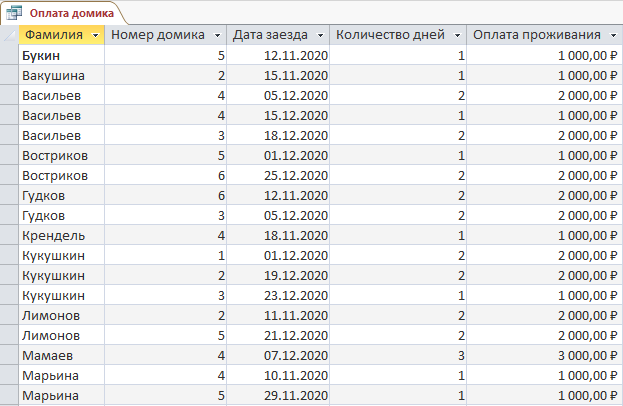 Оплата домика
Фамилия Номер домика Дата заезда Количество дней Оплата проживания
Букин 5 12.11.2020 1 1 000,00 ₽
Вакушина 2 15.11.2020 1 1 000,00 ₽
Васильев 4 05.12.2020 2 2 000,00 ₽
Васильев 4 15.12.2020 1 1 000,00 ₽
Васильев 3 18.12.2020 2 2 000,00 ₽
Востриков 5 01.12.2020 1 1 000,00 ₽
Востриков 6 25.12.2020 2 2 000,00 ₽
Гудков 6 12.11.2020 2 2 000,00 ₽
Гудков 3 05.12.2020 2 2 000,00 ₽
Крендель 4 18.11.2020 1 1 000,00 ₽
Кукушкин 1 01.12.2020 2 2 000,00 ₽
Кукушкин 2 19.12.2020 2 2 000,00 ₽
Кукушкин 3 23.12.2020 1 1 000,00 ₽
Лимонов 2 11.11.2020 2 2 000,00 ₽
Лимонов 5 21.12.2020 2 2 000,00 ₽
Мамаев 4 07.12.2020 3 3 000,00 ₽
Марьина 4 10.11.2020 1 1 000,00 ₽
Марьина 5 29.11.2020 1 1 000,00 ₽